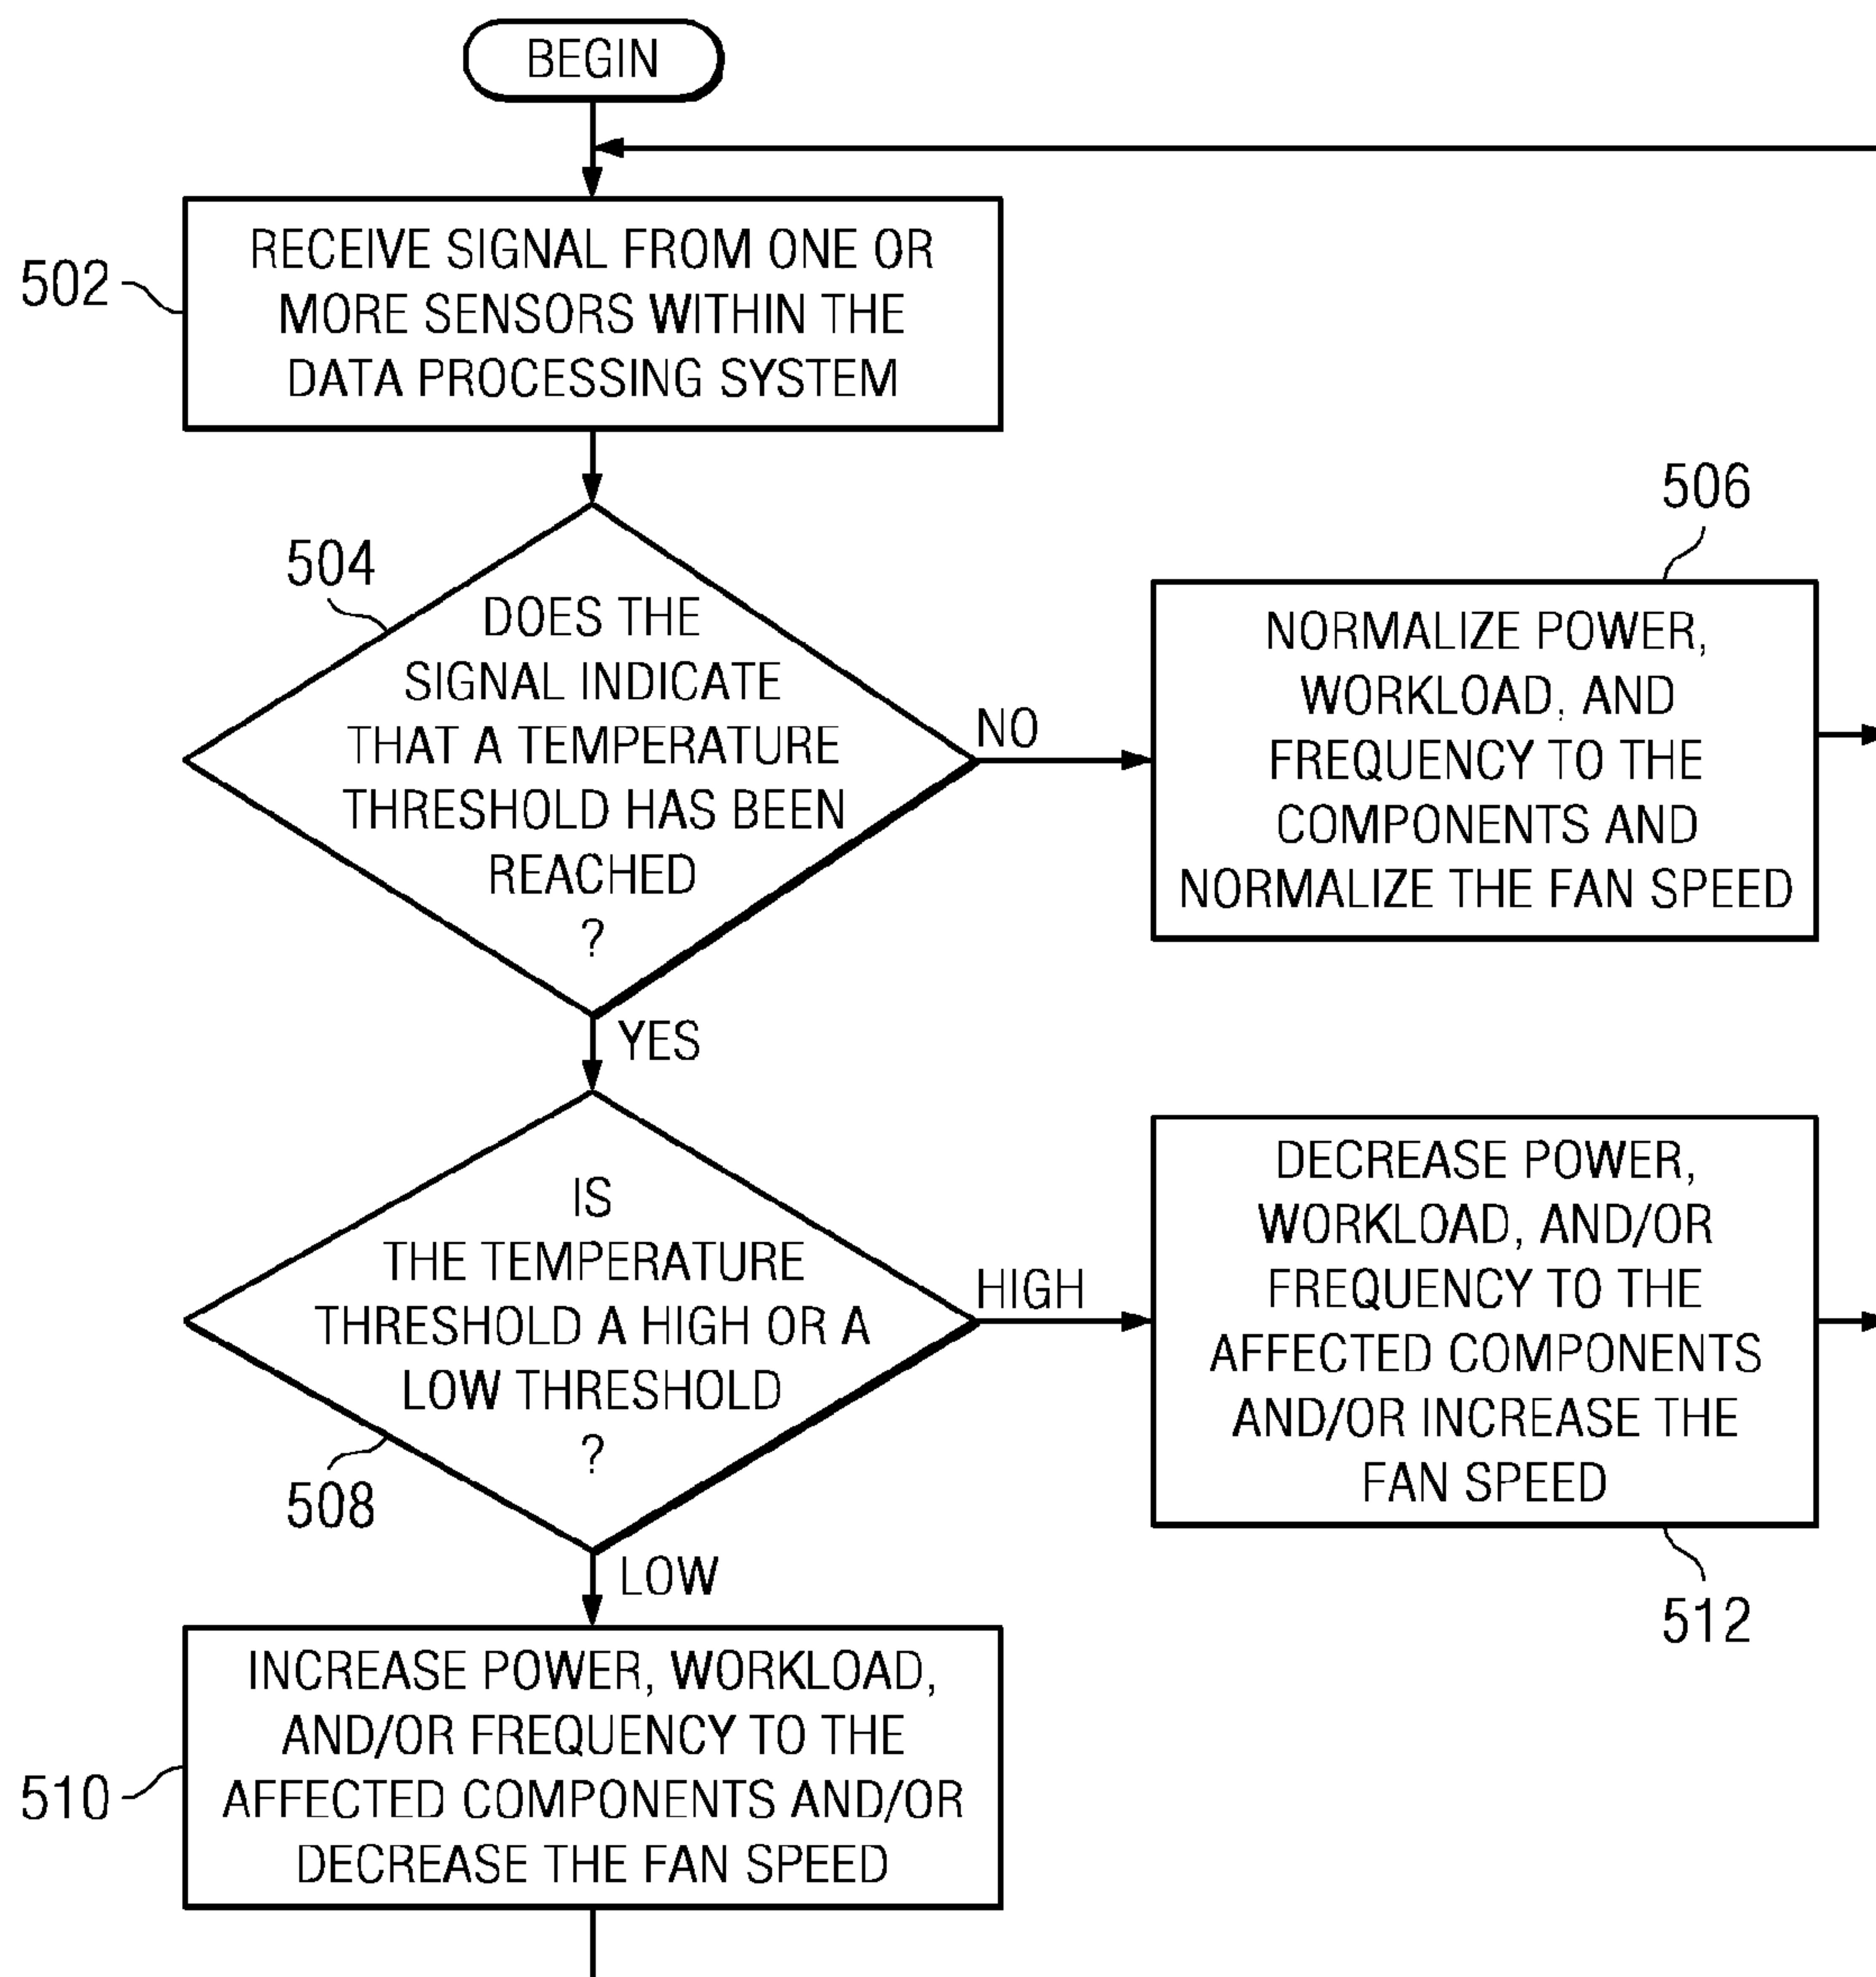 BEGIN
RECEIVE SIGNAL FROM ONE OR
MORE SENSORS WITHIN THE
DATA PROCESSING SYSTEM
502
504
DOES THE
SIGNAL INDICATE
THAT A TEMPERATURE
THRESHOLD HAS BEEN
REACHED
?
NO
506
NORMALIZE POWER,
WORKLOAD, AND
FREQUENCY TO THE
COMPONENTS AND
NORMALIZE THE FAN SPEED
YES
IS
THE TEMPERATURE
THRESHOLD A HIGH OR A
LOW THRESHOLD
?
508
HIGH
DECREASE POWER,
WORKLOAD, AND/OR
FREQUENCY TO THE
AFFECTED COMPONENTS
AND/OR INCREASE THE
FAN SPEED
512
LOW
INCREASE POWER, WORKLOAD,
AND/OR FREQUENCY TO THE
AFFECTED COMPONENTS AND/OR
DECREASE THE FAN SPEED
510